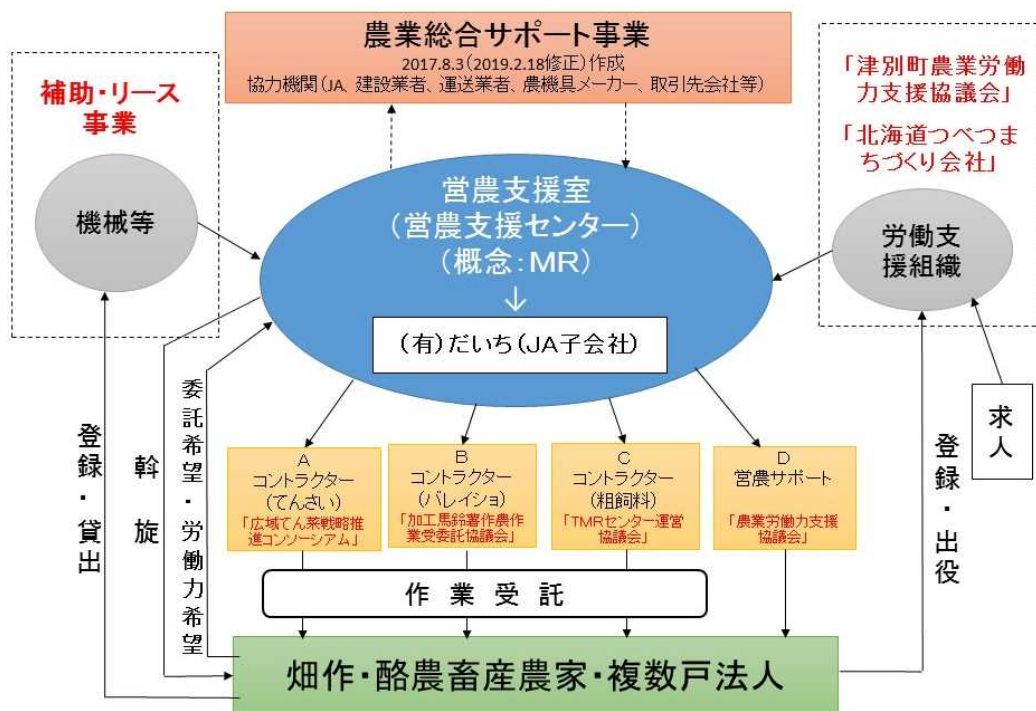 農業総合サポート事業
2017.8.3(2019.2.18修正)作成
協力機関(JA、建設業者、運送業者、農機具メーカー、取引先会社等)
補助・リース
事業
機械等
「津別町農業労働
力支援協議会」
「北海道つべつま
ちづくり会社」
労働支
援組織
求人
営農支援室
(営農支援センター)
(概念:MR)
↓
(有)だいち(JA子会社)
登録・貸出
斡旋
委託希望・労働力希望
登録・出役
A
コントラクター
(てんさい)
「広域てん菜戦略推
進コンソーシアム」
B
コントラクター
(バレイショ)
「加工馬鈴薯作農作
業受委託協議会」
C
コントラクター
(粗飼料)
「TMRセンター運営
協議会」
D
営農サポート
「農業労働力支援
協議会」
作業受託
畑作・酪農畜産農家・複数戸法人